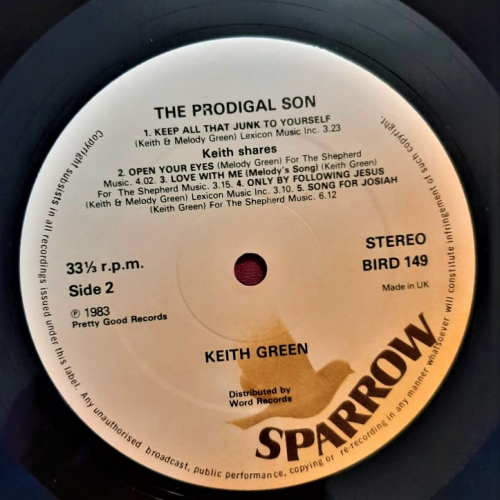 THE PRODIGAL SON
1. KEEP ALL THAT JUNK TO YOURSELF
(Keith & Melody Green) Lexicon Music Inc. 3.23
Keith shares
2. OPEN YOUR EYES (Melody Green) For The Shepherd
Music. 4.02. 3. LOVE WITH ME (Melody's Song) (Keith Green)
For The Shepherd Music. 3.15. 4. ONLY BY FOLLOWING JESUS
(Keith & Melody Green) Lexicon Music Inc. 3.10. 5. SONG FOR JOSIAH
(Keith Green) For The Shepherd Music. 6.12
33⅓ r.p.m.
Side 2
STEREO
BIRD 149
Made in UK
℗ 1983
Pretty Good Records
KEITH GREEN
Distributed by
Word Records
SPARROW
Copyright subsists in all recordings issued under this label. Any unauthorised broadcast, public performance, copying or re-recording in any manner whatsoever will constitute infringement of such copyright.